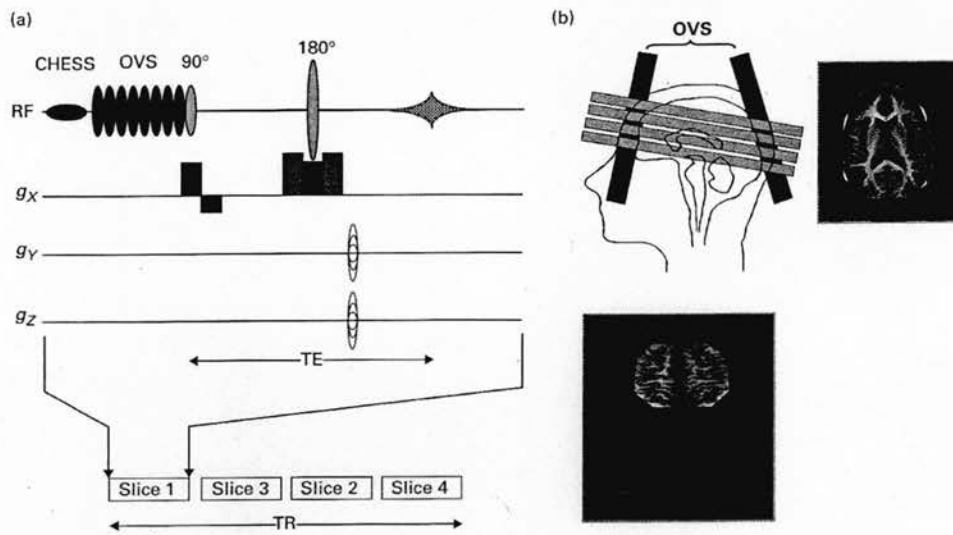 (a)
CHESS OVS 90° 180°
RF
gX
gY
gZ
TE
Slice 1 Slice 3 Slice 2 Slice 4
TR
(b)
OVS